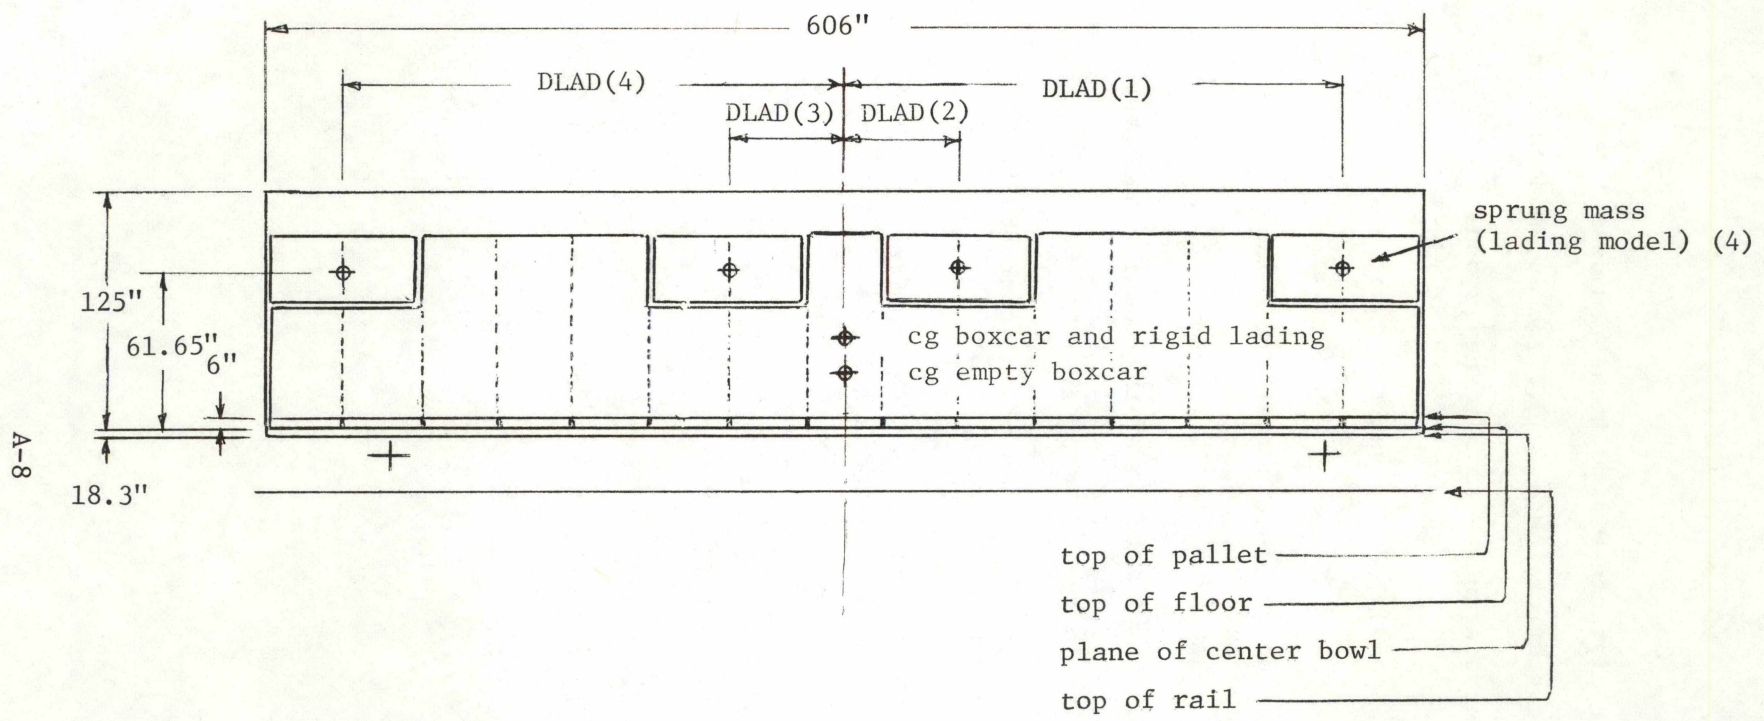 606"
DLAD(4)
DLAD(1)
DLAD(3)
DLAD(2)
sprung mass
(lading model) (4)
125"
61.65"
6"
cg boxcar and rigid lading
cg empty boxcar
A-8
18.3"
top of pallet
top of floor
plane of center bowl
top of rail